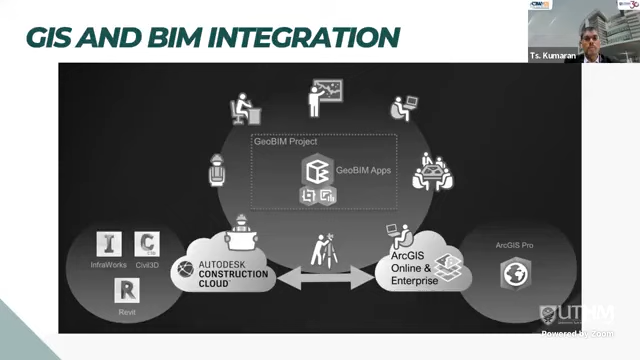 GIS AND BIM INTEGRATION
Ts. Kumaran
GeoBIM Project
GeoBIM Apps
I
InfraWorks
C
Civil3D
R
Revit
AUTODESK
CONSTRUCTION
CLOUD
ArcGIS
Online &
Enterprise
ArcGIS Pro
UTHM
Powered by Zoom